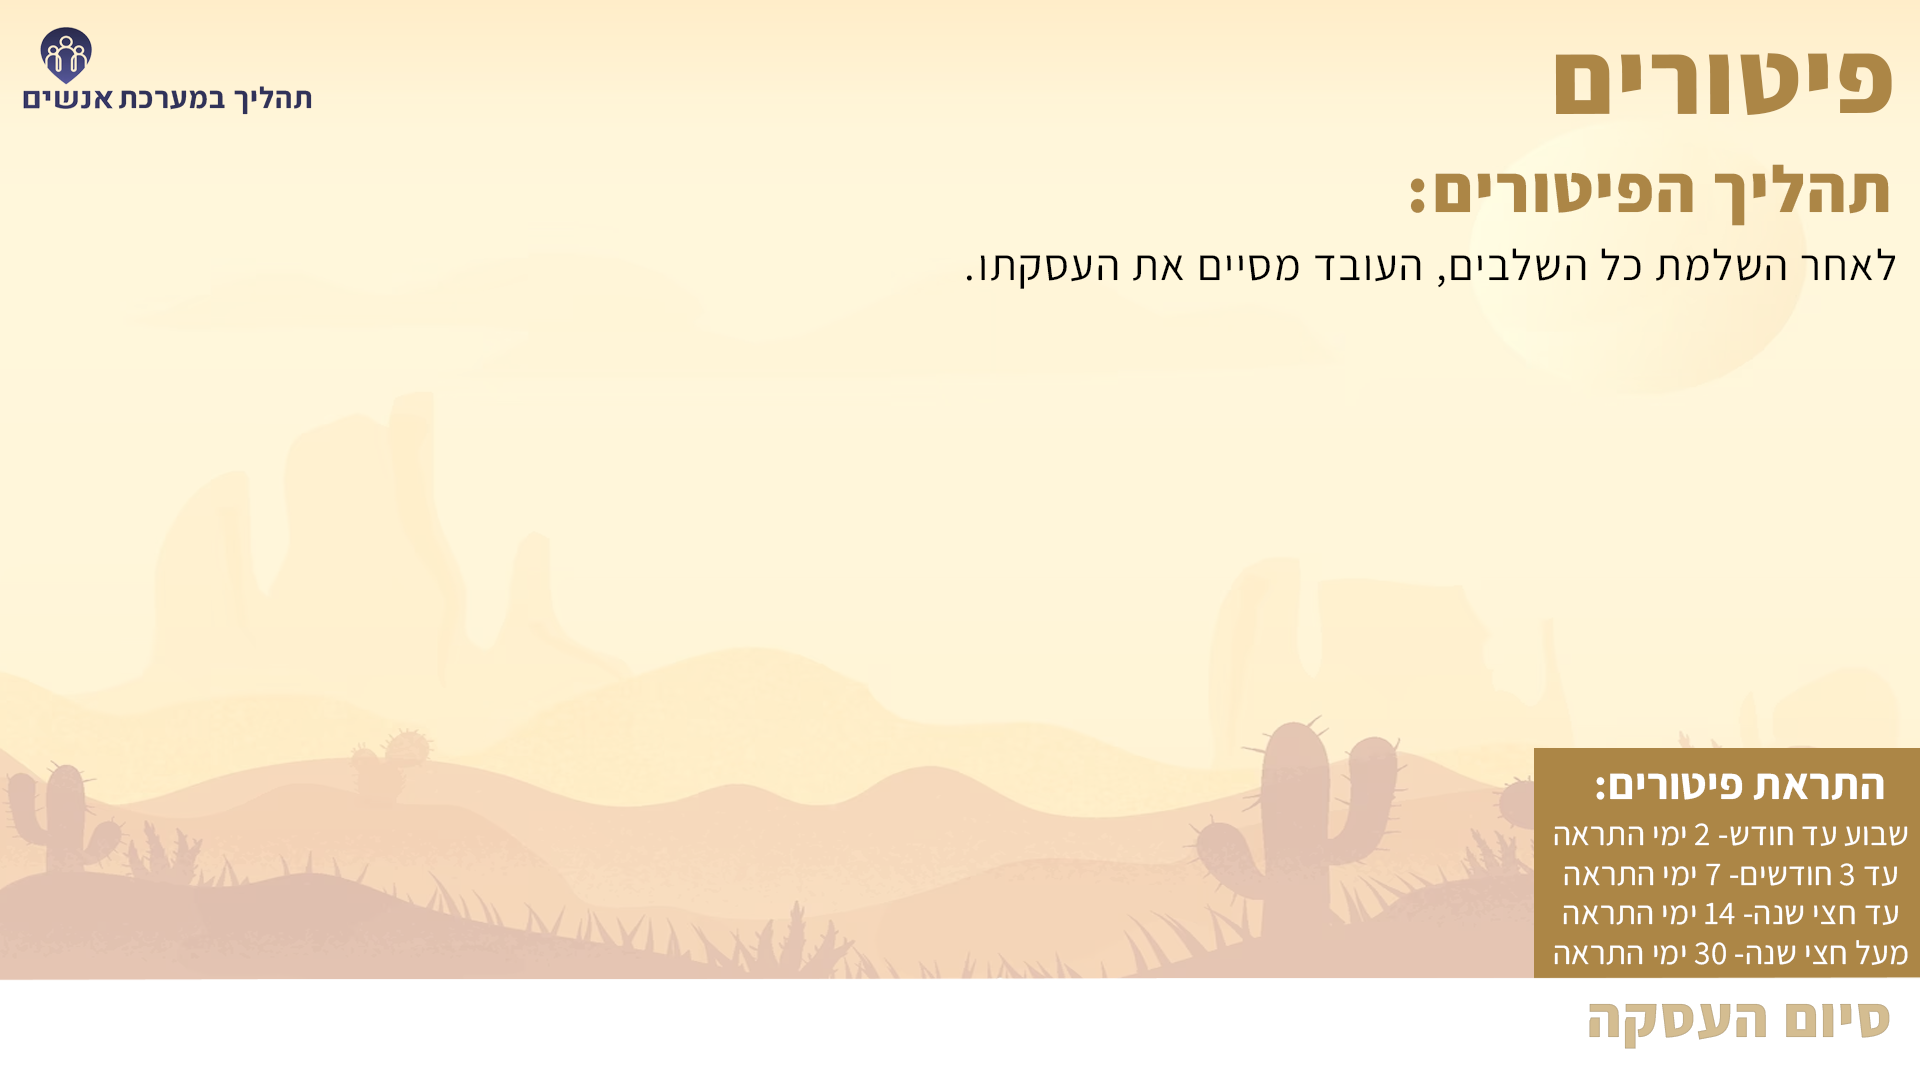 פיטורים
תהליך במערכת אנשים
תהליך הפיטורים:
לאחר השלמת כל השלבים, העובד מסיים את העסקתו.
התראת פיטורים:
שבוע עד חודש- 2 ימי התראה
עד 3 חודשים- 7 ימי התראה
עד חצי שנה- 14 ימי התראה
מעל חצי שנה- 30 ימי התראה
סיום העסקה